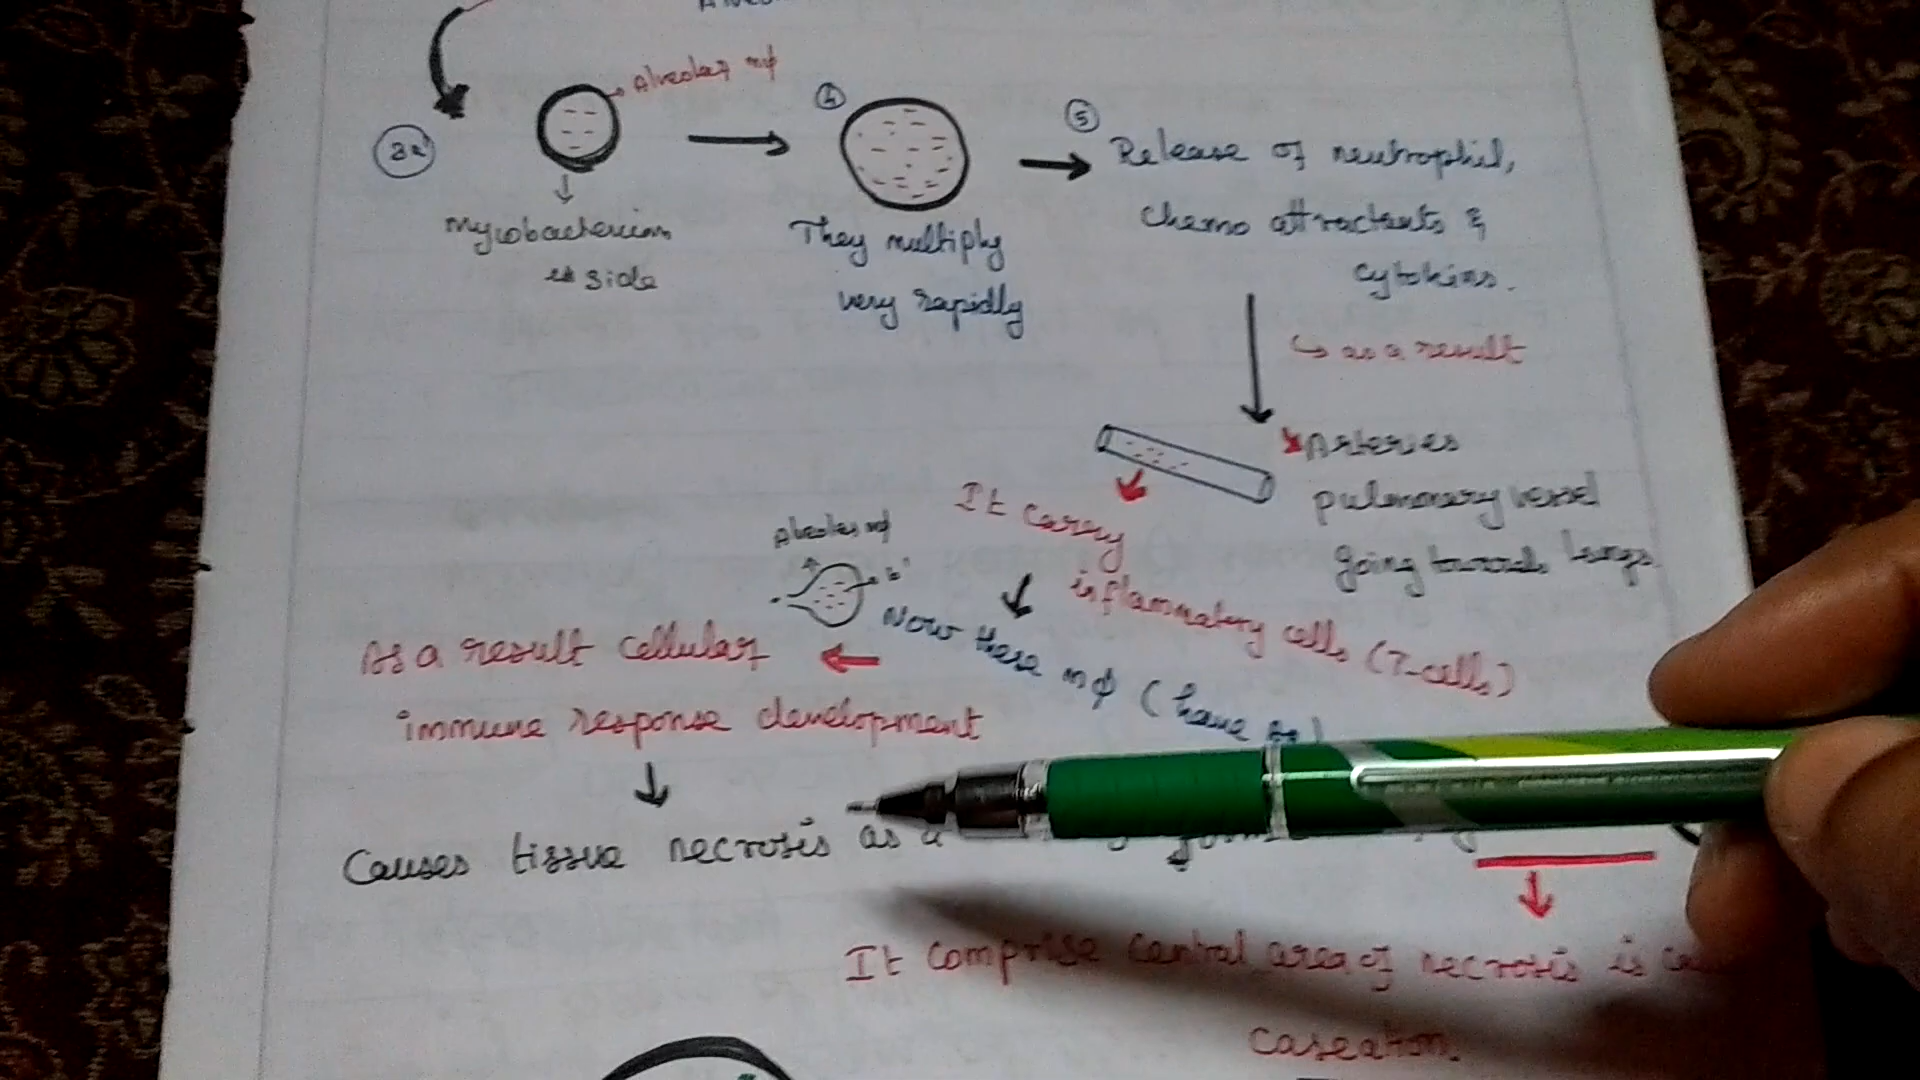 Alveolar mφ
3a
Mycobacterium
side
4
They multiply
very rapidly
5
Release of neutrophil,
chemo attractants &
cytokins.
↳ as a result
Arteries
pulmonary vessel
going towards lungs
It carry
inflammatory cells (T-cells)
Now these mφ (have
Alveolar mφ
As a result cellular
immune response development
Causes tissue necrosis as a
It comprise central area of necrosis is
Caseation.